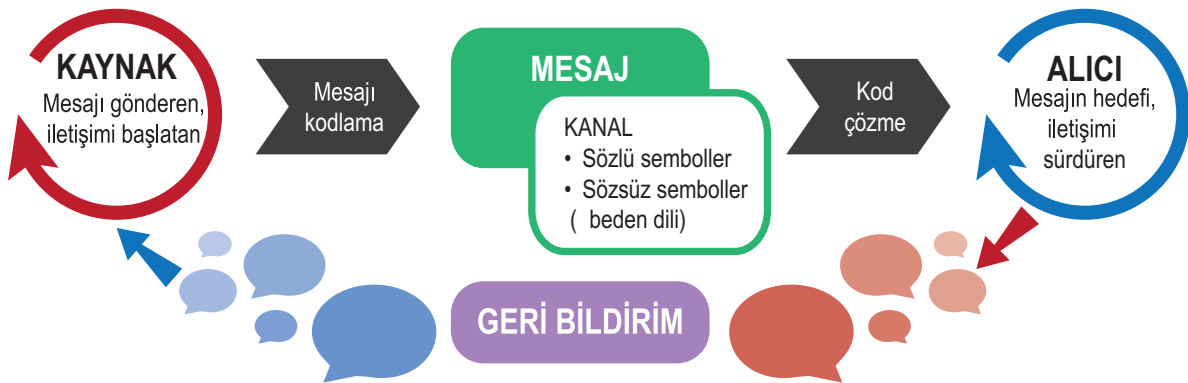 KAYNAK
Mesajı gönderen,
iletişimi başlatan
Mesajı
kodlama
MESAJ
KANAL
• Sözlü semboller
• Sözsüz semboller
( beden dili)
Kod
çözme
ALICI
Mesajın hedefi,
iletişimi
sürdüren
GERİ BİLDİRİM